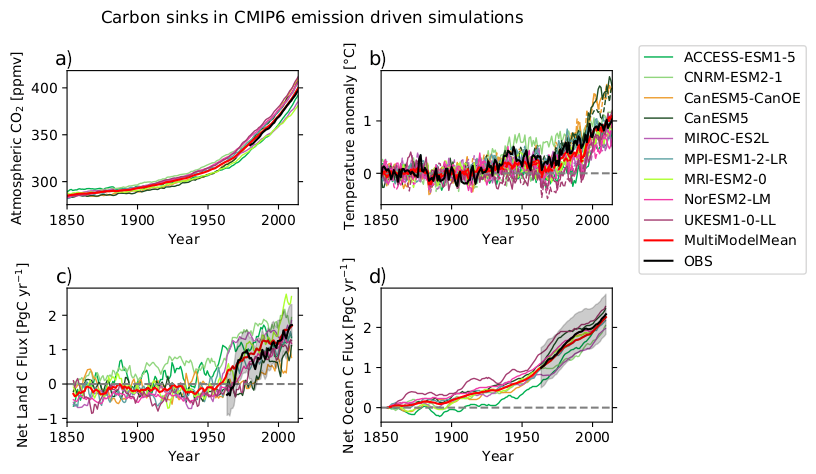 Carbon sinks in CMIP6 emission driven simulations
a)
Atmospheric CO₂ [ppmv]
400
350
300
1850
1900
1950
2000
Year
b)
Temperature anomaly [°C]
1
0
1850
1900
1950
2000
Year
ACCESS-ESM1-5
CNRM-ESM2-1
CanESM5-CanOE
CanESM5
MIROC-ES2L
MPI-ESM1-2-LR
MRI-ESM2-0
NorESM2-LM
UKESM1-0-LL
MultiModelMean
OBS
c)
Net Land C Flux [PgC yr⁻¹]
2
1
0
−1
1850
1900
1950
2000
Year
d)
Net Ocean C Flux [PgC yr⁻¹]
2
1
0
1850
1900
1950
2000
Year